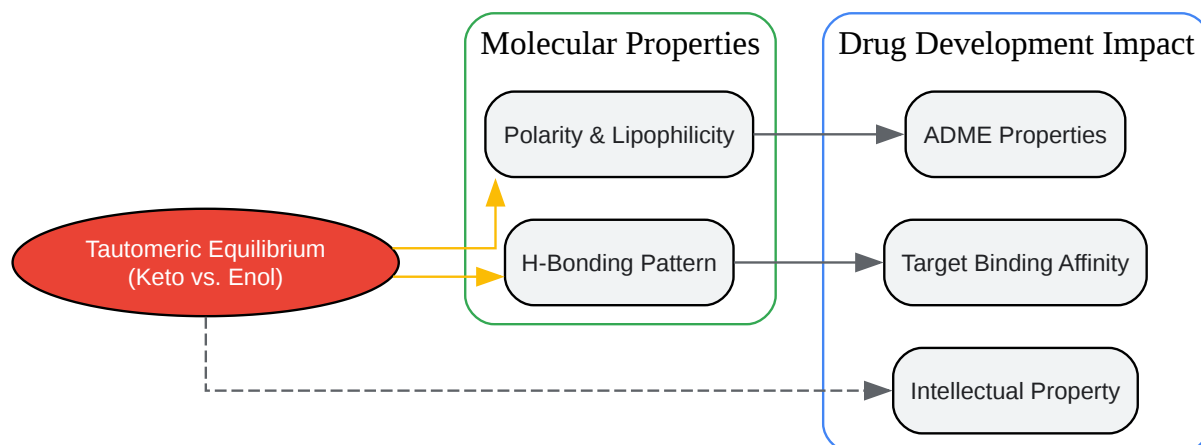 Molecular Properties
Drug Development Impact
Polarity & Lipophilicity
ADME Properties
Tautomeric Equilibrium
(Keto vs. Enol)
H-Bonding Pattern
Target Binding Affinity
Intellectual Property